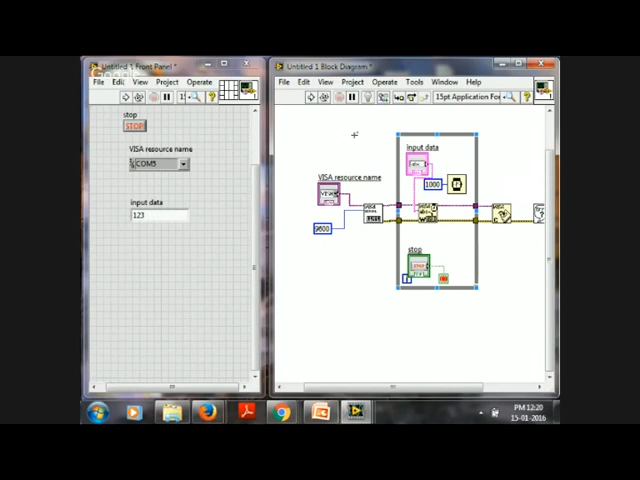 Untitled 1 Front Panel *
Google
File Edit View Project Operate
stop
STOP
VISA resource name
COM5
input data
123
Untitled 1 Block Diagram *
File Edit View Project Operate Tools Window Help
15pt Application Fo
input data
abc
1000
VISA resource name
9600
stop
i
PM 12:20
15-01-2016